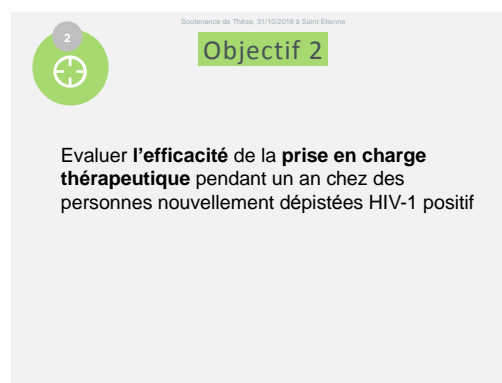 Soutenance de Thèse, 31/10/2018 à Saint Etienne
2
Objectif 2
Evaluer l'efficacité de la prise en charge
thérapeutique pendant un an chez des
personnes nouvellement dépistées HIV-1 positif